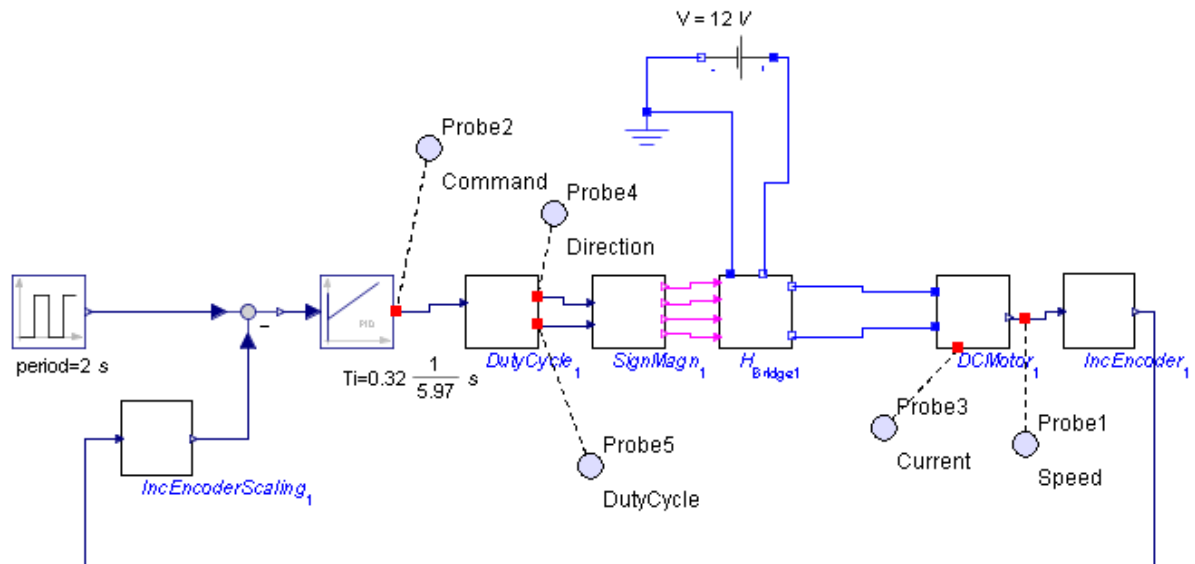 V = 12 V
- +
Probe2
Command
Probe4
Direction
-
PID
period=2 s
Ti=0.32 1/5.97 s
DutyCycle1
SignMagn1
HBridge1
DCMotor1
IncEncoder1
Probe3
Current
Probe1
Speed
Probe5
DutyCycle
IncEncoderScaling1